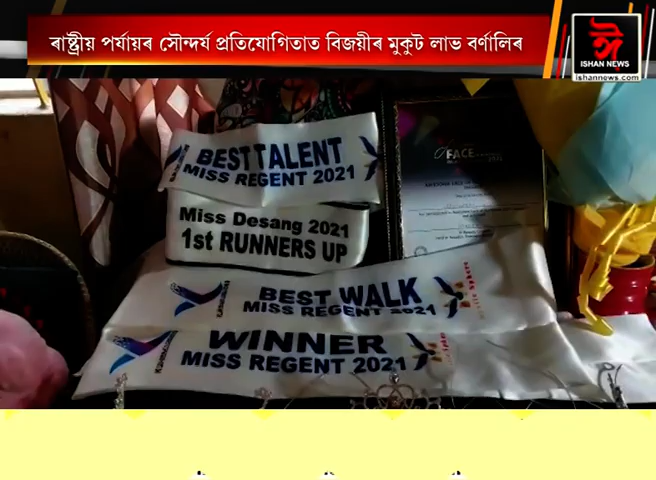 ৰাষ্ট্ৰীয় পৰ্যায়ৰ সৌন্দৰ্য প্ৰতিযোগিতাত বিজয়ীৰ মুকুট লাভ বৰ্ণালিৰ
ঈ
ISHAN NEWS
ishannews.com
BEST TALENT
MISS REGENT 2021
Miss Desang 2021
1st RUNNERS UP
FACE
BEST WALK
MISS REGENT 2021
WINNER
MISS REGENT 2021